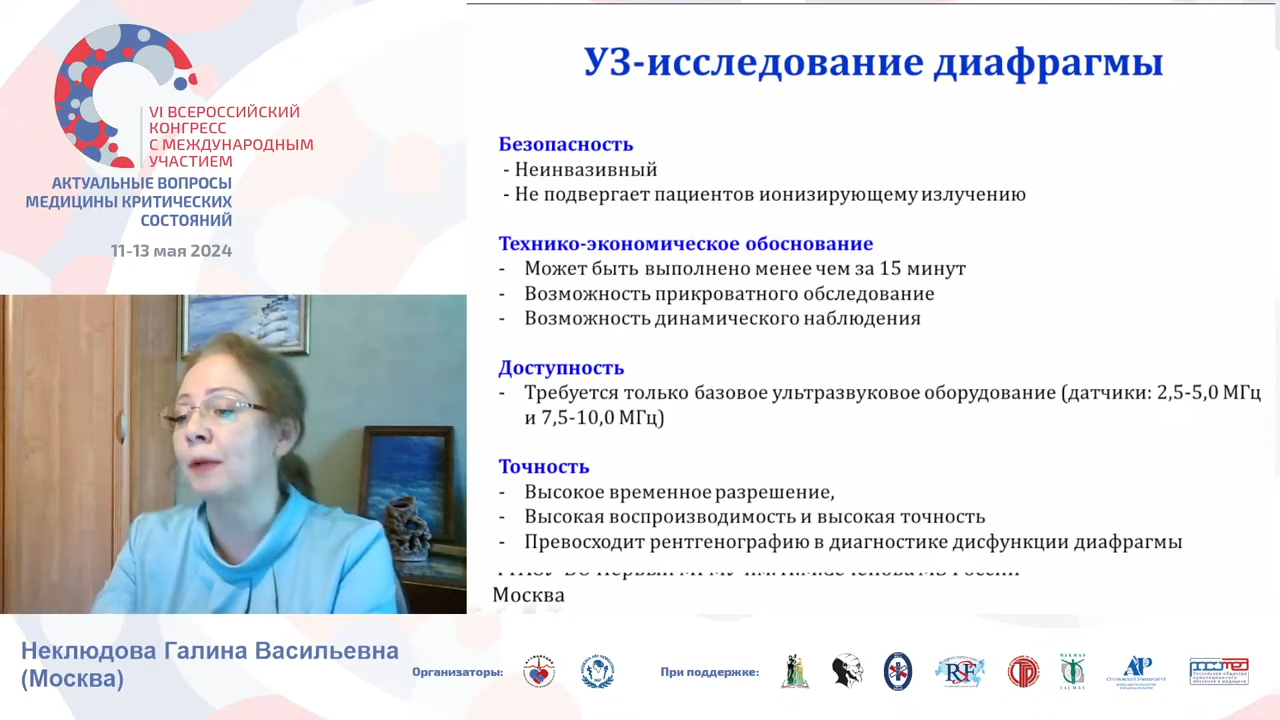 VI ВСЕРОССИЙСКИЙ
КОНГРЕСС
С МЕЖДУНАРОДНЫМ
УЧАСТИЕМ
АКТУАЛЬНЫЕ ВОПРОСЫ
МЕДИЦИНЫ КРИТИЧЕСКИХ
СОСТОЯНИЙ
11-13 мая 2024
УЗ-исследование диафрагмы
Безопасность
- Неинвазивный
- Не подвергает пациентов ионизирующему излучению
Технико-экономическое обоснование
- Может быть выполнено менее чем за 15 минут
- Возможность прикроватного обследование
- Возможность динамического наблюдения
Доступность
- Требуется только базовое ультразвуковое оборудование (датчики: 2,5-5,0 МГц
и 7,5-10,0 МГц)
Точность
- Высокое временное разрешение,
- Высокая воспроизводимость и высокая точность
- Превосходит рентгенографию в диагностике дисфункции диафрагмы
Москва
Неклюдова Галина Васильевна
(Москва)
Организаторы:
При поддержке: